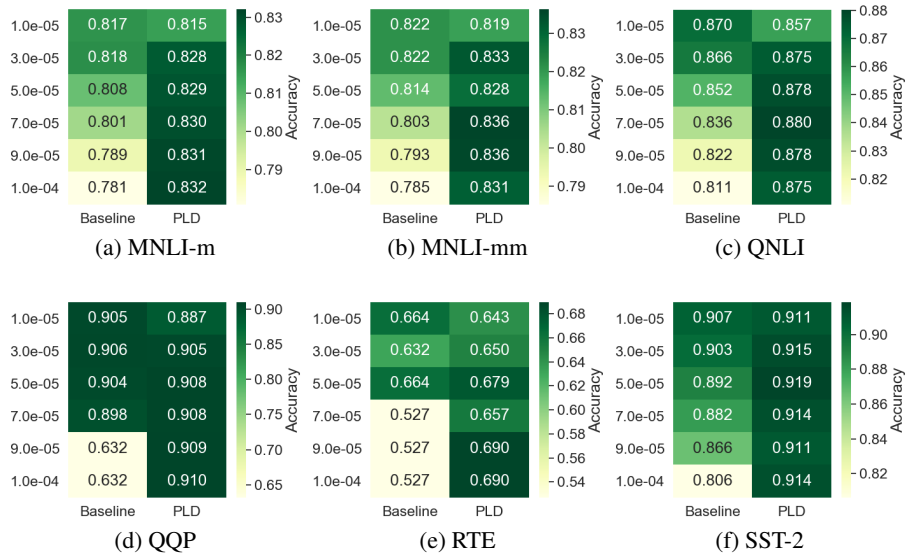 1.0e-05 0.817 0.815
3.0e-05 0.818 0.828
5.0e-05 0.808 0.829
7.0e-05 0.801 0.830
9.0e-05 0.789 0.831
1.0e-04 0.781 0.832
Baseline PLD
0.83
0.82
0.81
0.80
0.79
Accuracy
(a) MNLI-m
1.0e-05 0.822 0.819
3.0e-05 0.822 0.833
5.0e-05 0.814 0.828
7.0e-05 0.803 0.836
9.0e-05 0.793 0.836
1.0e-04 0.785 0.831
Baseline PLD
0.83
0.82
0.81
0.80
0.79
Accuracy
(b) MNLI-mm
1.0e-05 0.870 0.857
3.0e-05 0.866 0.875
5.0e-05 0.852 0.878
7.0e-05 0.836 0.880
9.0e-05 0.822 0.878
1.0e-04 0.811 0.875
Baseline PLD
0.88
0.87
0.86
0.85
0.84
0.83
0.82
Accuracy
(c) QNLI
1.0e-05 0.905 0.887
3.0e-05 0.906 0.905
5.0e-05 0.904 0.908
7.0e-05 0.898 0.908
9.0e-05 0.632 0.909
1.0e-04 0.632 0.910
Baseline PLD
0.90
0.85
0.80
0.75
0.70
0.65
Accuracy
(d) QQP
1.0e-05 0.664 0.643
3.0e-05 0.632 0.650
5.0e-05 0.664 0.679
7.0e-05 0.527 0.657
9.0e-05 0.527 0.690
1.0e-04 0.527 0.690
Baseline PLD
0.68
0.66
0.64
0.62
0.60
0.58
0.56
0.54
Accuracy
(e) RTE
1.0e-05 0.907 0.911
3.0e-05 0.903 0.915
5.0e-05 0.892 0.919
7.0e-05 0.882 0.914
9.0e-05 0.866 0.911
1.0e-04 0.806 0.914
Baseline PLD
0.90
0.88
0.86
0.84
0.82
Accuracy
(f) SST-2